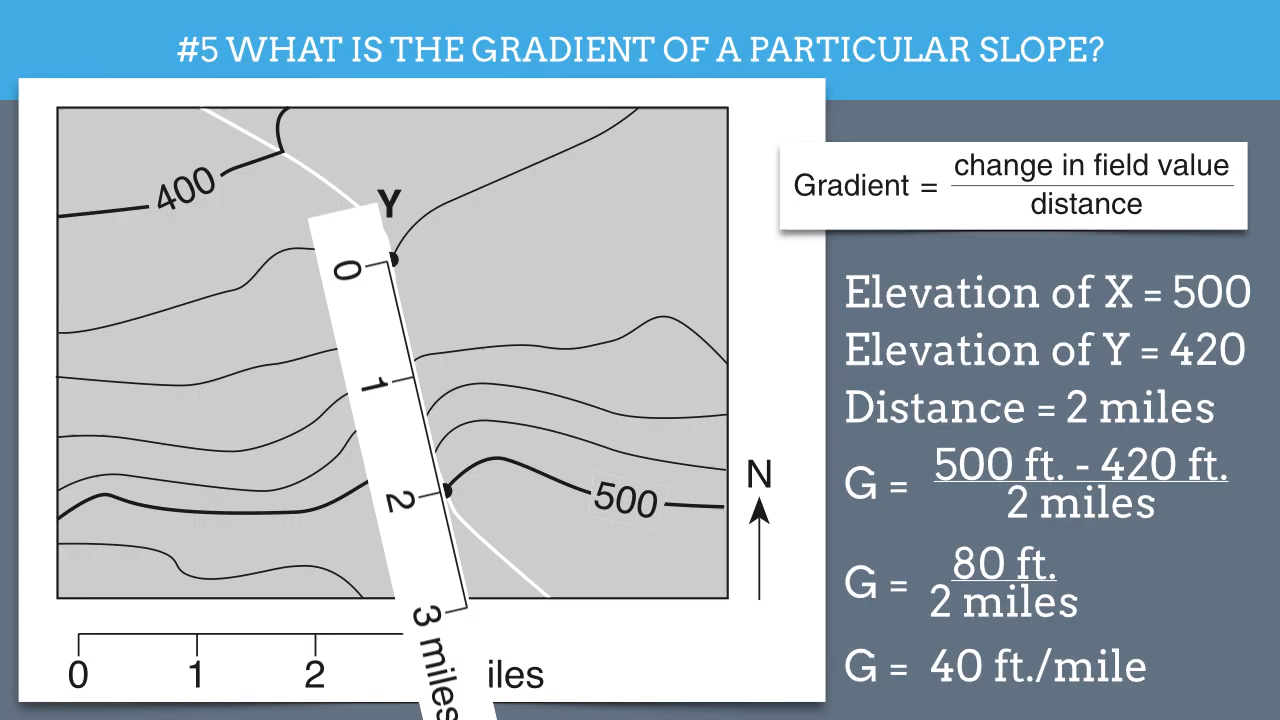 #5 WHAT IS THE GRADIENT OF A PARTICULAR SLOPE?
400
Y
0
1
2
3 miles
500
N
0 1 2 iles
Gradient = change in field value
distance
Elevation of X = 500
Elevation of Y = 420
Distance = 2 miles
G = 500 ft. - 420 ft.
2 miles
G = 80 ft.
2 miles
G = 40 ft./mile